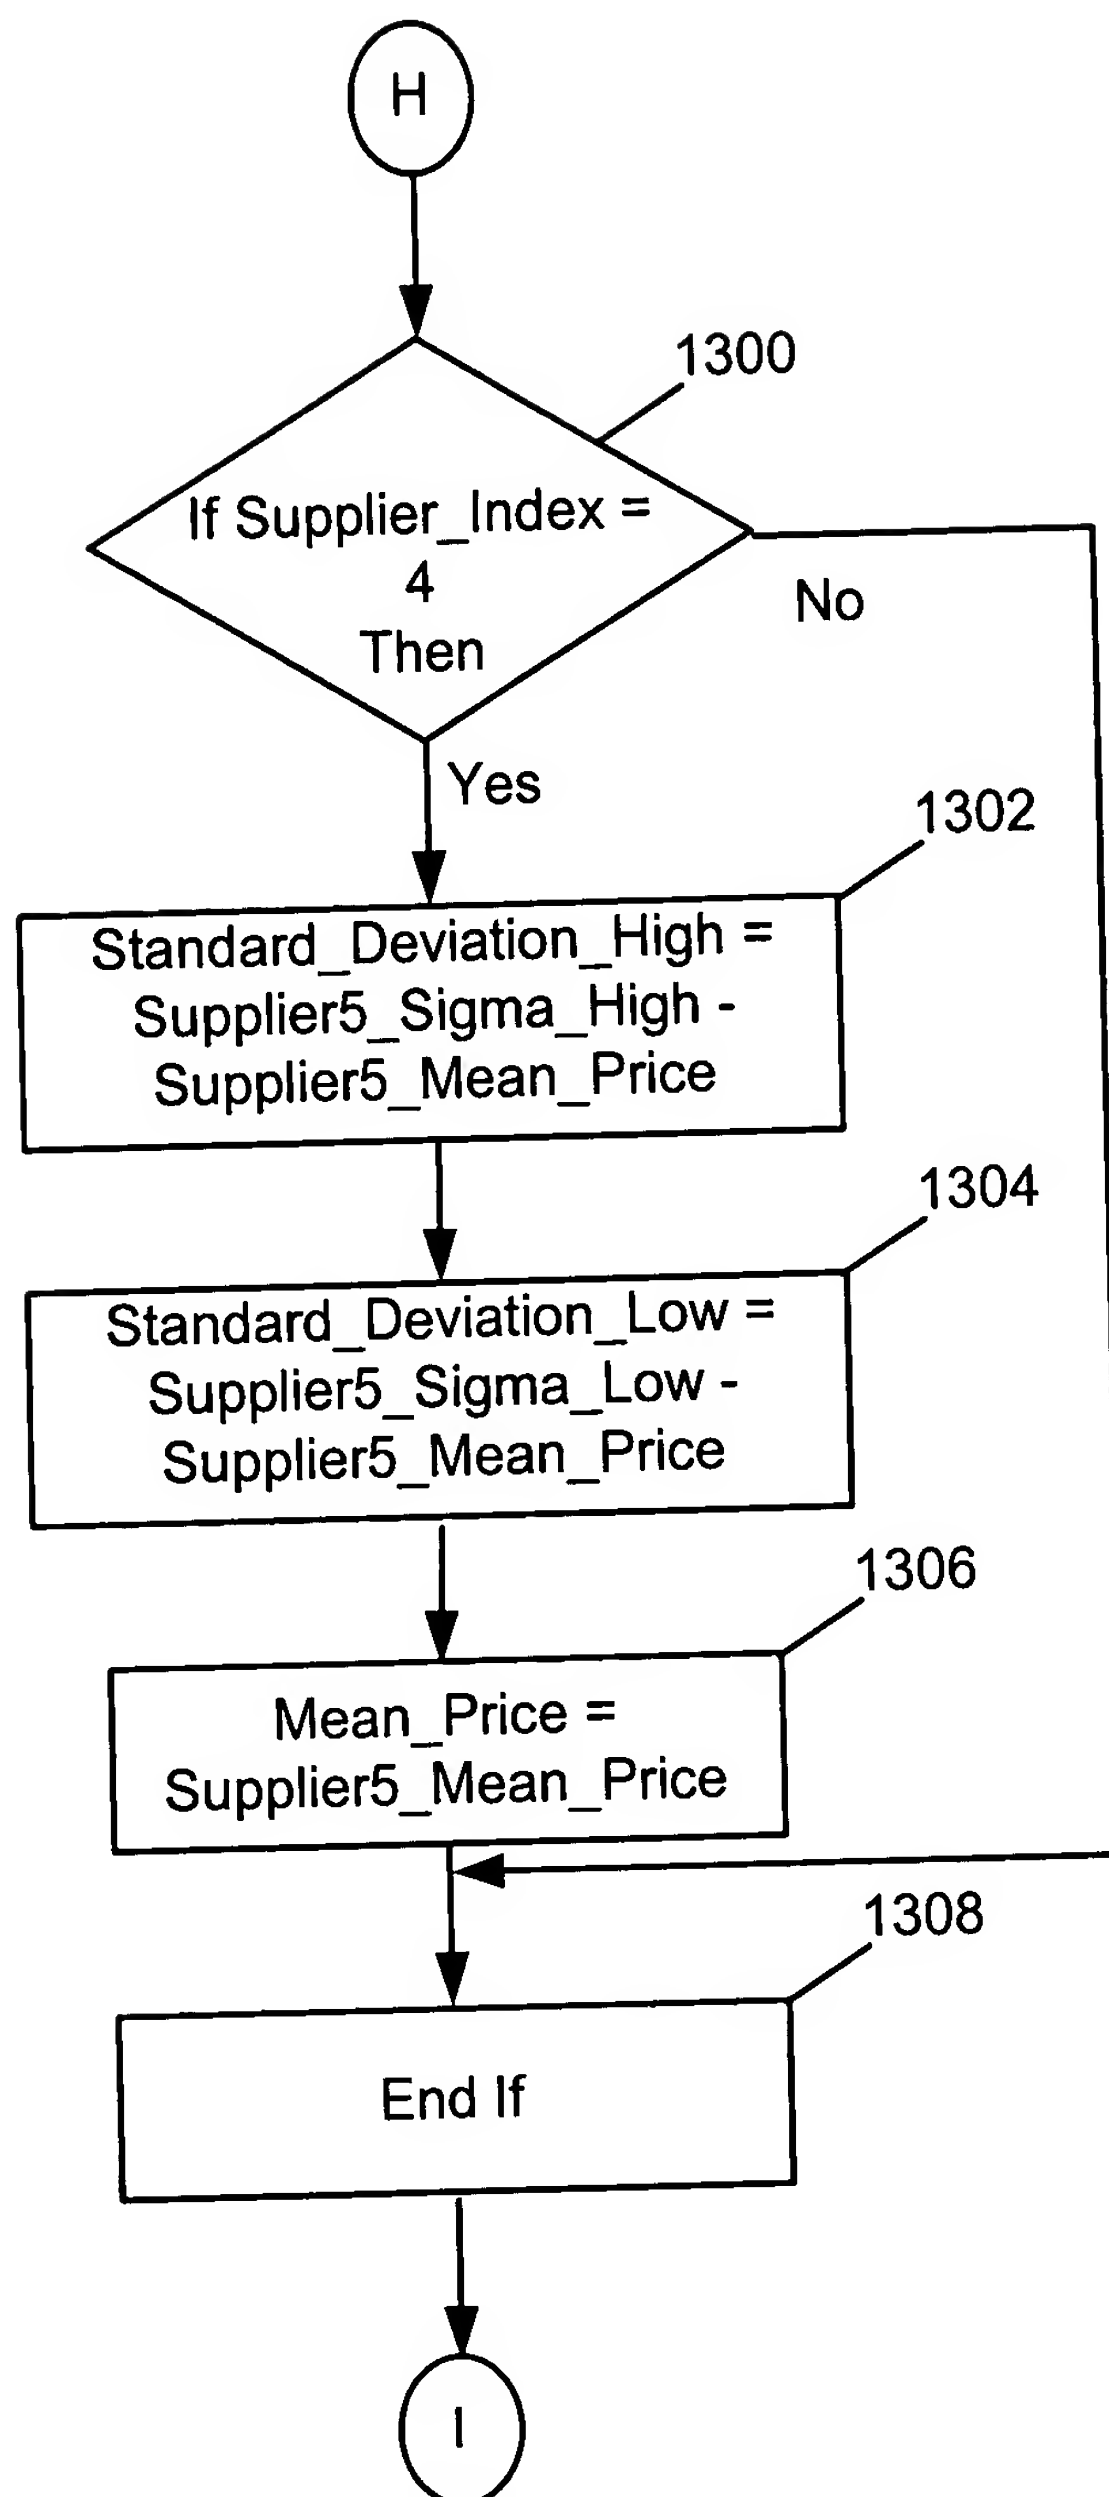 H
1300
If Supplier_Index =
4
Then
No
Yes
1302
Standard_Deviation_High =
Supplier5_Sigma_High -
Supplier5_Mean_Price
1304
Standard_Deviation_Low =
Supplier5_Sigma_Low -
Supplier5_Mean_Price
1306
Mean_Price =
Supplier5_Mean_Price
1308
End If
I